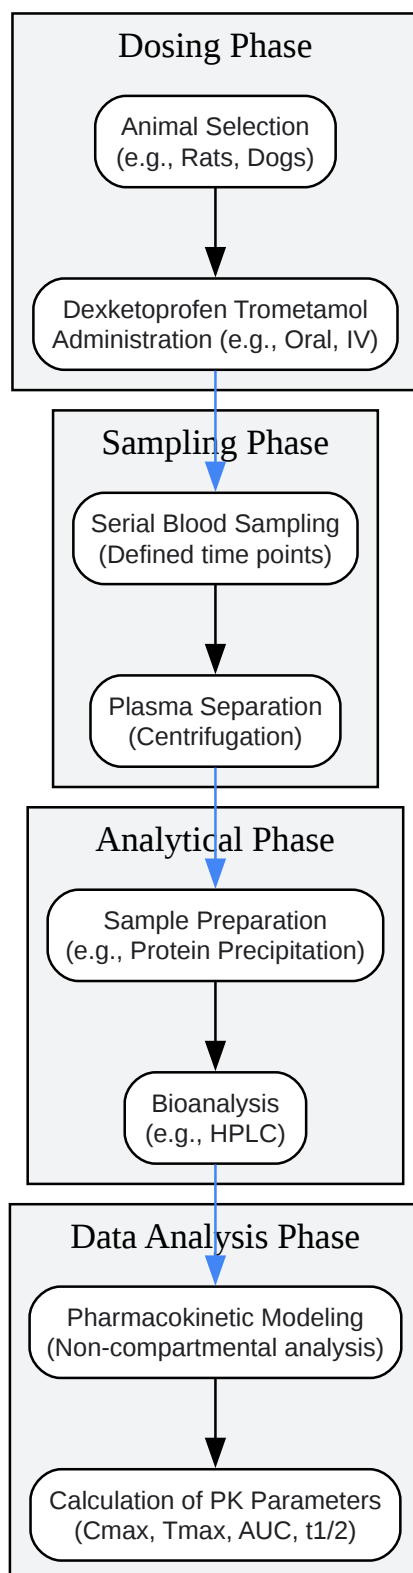 Dosing Phase
Animal Selection
(e.g., Rats, Dogs)
Dexketoprofen Trometamol
Administration (e.g., Oral, IV)
Sampling Phase
Serial Blood Sampling
(Defined time points)
Plasma Separation
(Centrifugation)
Analytical Phase
Sample Preparation
(e.g., Protein Precipitation)
Bioanalysis
(e.g., HPLC)
Data Analysis Phase
Pharmacokinetic Modeling
(Non-compartmental analysis)
Calculation of PK Parameters
(Cmax, Tmax, AUC, t1/2)